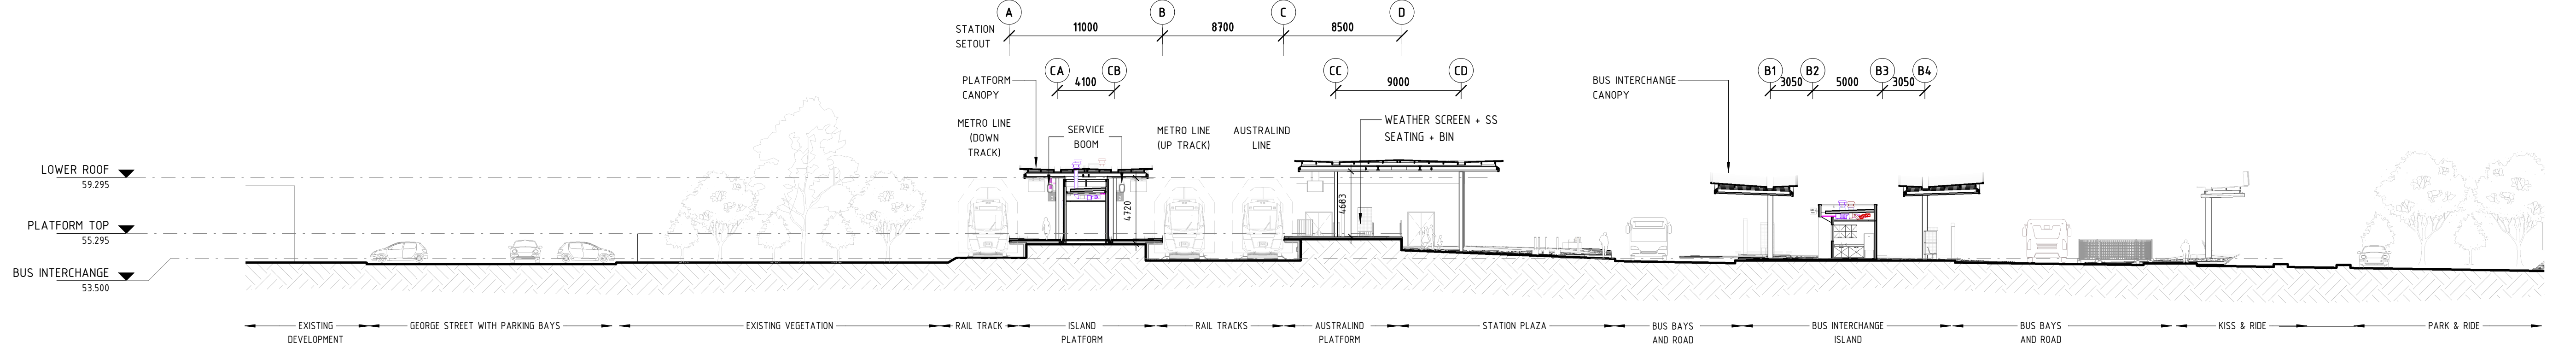 A B C D
STATION
SETOUT
11000 8700 8500
CA CB CC CD B1 B2 B3 B4
4100 9000 3050 5000 3050
PLATFORM
CANOPY
BUS INTERCHANGE
CANOPY
METRO LINE
(DOWN
TRACK)
SERVICE
BOOM
METRO LINE
(UP TRACK)
AUSTRALIND
LINE
WEATHER SCREEN + SS
SEATING + BIN
LOWER ROOF
59.295
PLATFORM TOP
55.295
BUS INTERCHANGE
53.500
4720
4683
EXISTING
DEVELOPMENT
GEORGE STREET WITH PARKING BAYS
EXISTING VEGETATION
RAIL TRACK
ISLAND
PLATFORM
RAIL TRACKS
AUSTRALIND
PLATFORM
STATION PLAZA
BUS BAYS
AND ROAD
BUS INTERCHANGE
ISLAND
BUS BAYS
AND ROAD
KISS & RIDE
PARK & RIDE